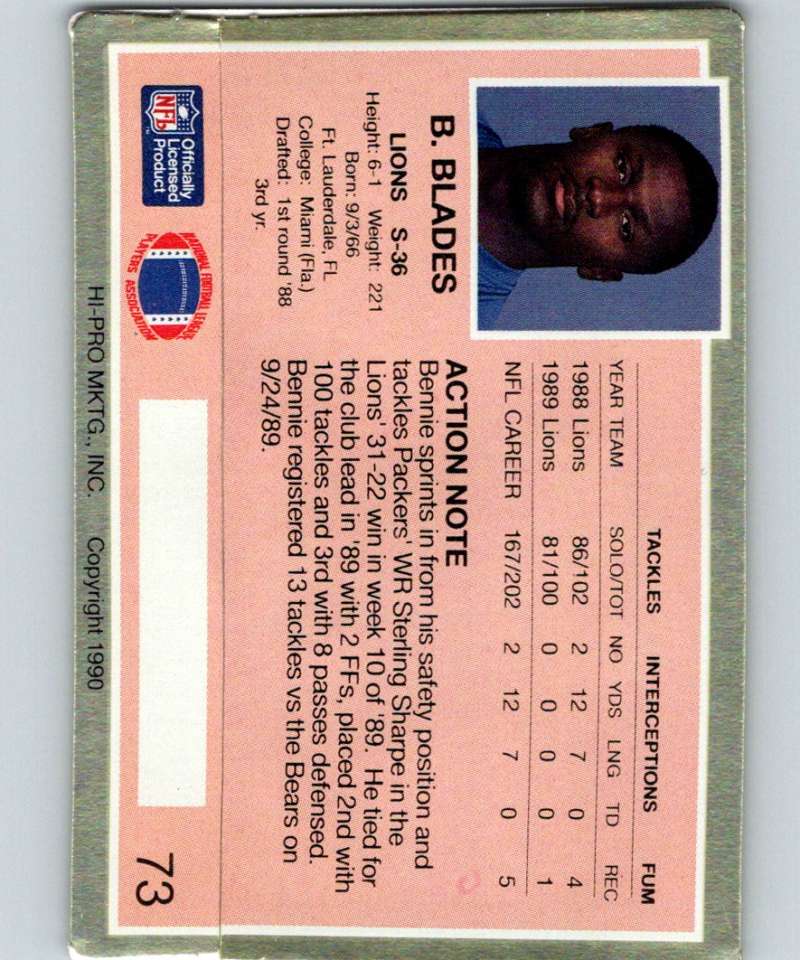 B. BLADES
LIONS S-36
Height: 6-1 Weight: 221
Born: 9/3/66
Ft. Lauderdale, FL
College: Miami (Fla.)
Drafted: 1st round '88
3rd yr.
TACKLES INTERCEPTIONS FUM
YEAR TEAM SOLO/TOT NO YDS LNG TD REC
1988 Lions 86/102 2 12 7 0 4
1989 Lions 81/100 0 0 0 0 1
NFL CAREER 167/202 2 12 7 0 5
ACTION NOTE
Bennie sprints in from his safety position and
tackles Packers' WR Sterling Sharpe in the
Lions' 31-22 win in week 10 of '89. He tied for
the club lead in '89 with 2 FFs, placed 2nd with
100 tackles and 3rd with 8 passes defensed.
Bennie registered 13 tackles vs the Bears on
9/24/89.
NFL
TM
Officially
Licensed
Product
NATIONAL FOOTBALL LEAGUE
PLAYERS ASSOCIATION
73
HI-PRO MKTG., INC. Copyright 1990